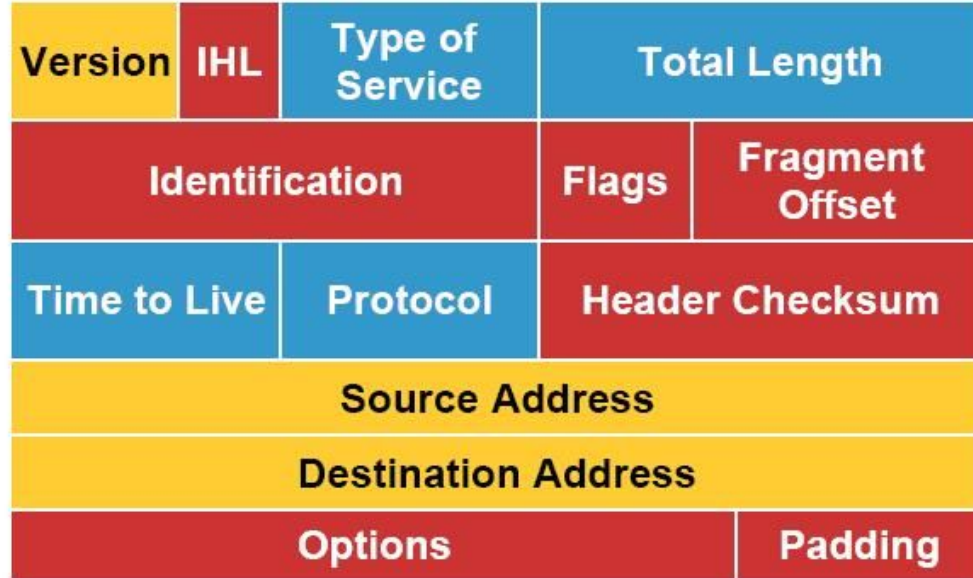 Version
IHL
Type of
Service
Total Length
Identification
Flags
Fragment
Offset
Time to Live
Protocol
Header Checksum
Source Address
Destination Address
Options
Padding